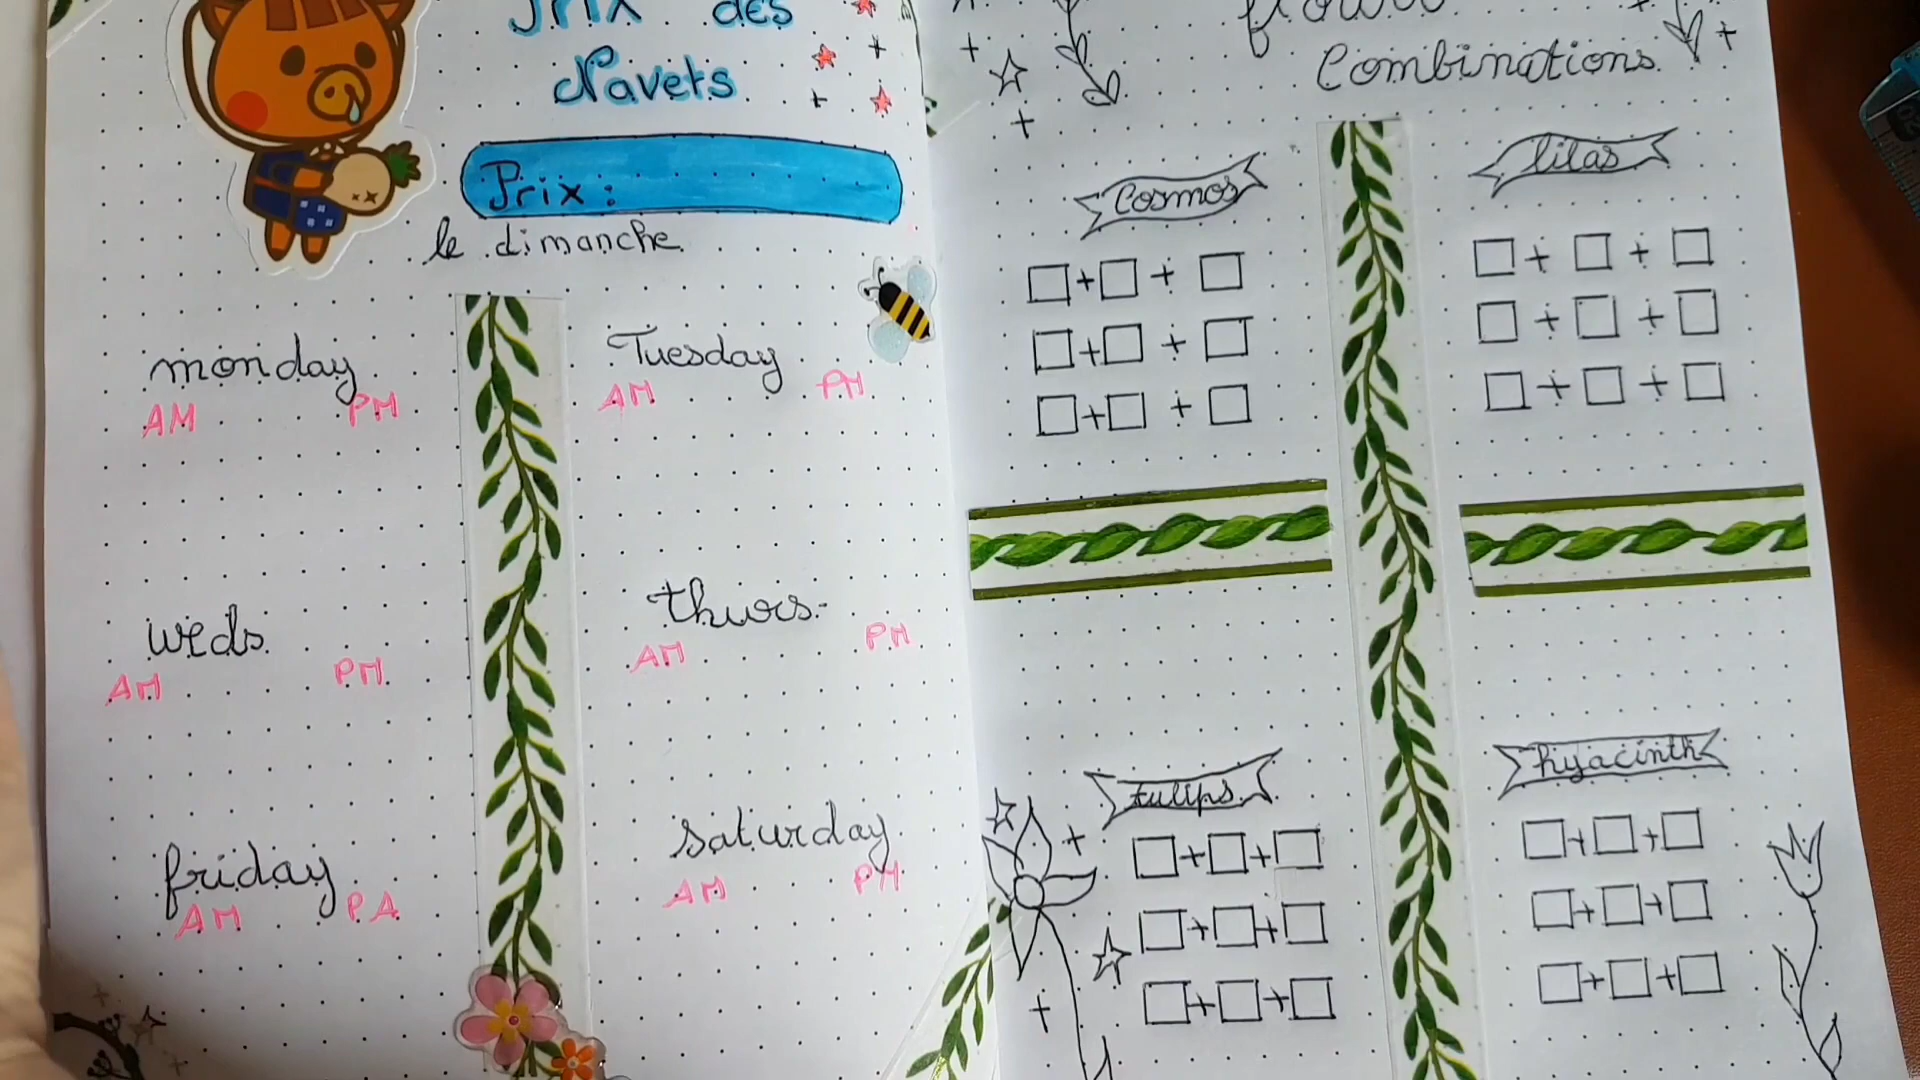 Prix des
Navets
Prix :
le dimanche
monday
AM PM
Tuesday
AM PM
weds
AM PM
thurs.
AM PM
friday
AM P.A
saturday
AM PM
Combinations
Cosmos
lilas
□+□+□
□+□+□
□+□+□
□+□+□
□+□+□
□+□+□
tulips
hyacinth
□+□+□
□+□+□
□+□+□
□+□+□
□+□+□
□+□+□